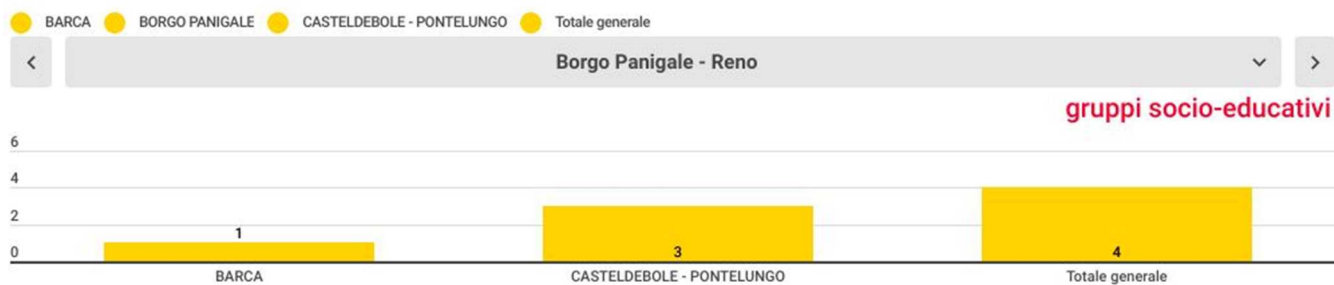 BARCA BORGO PANIGALE CASTELDEBOLE - PONTELUNGO Totale generale
Borgo Panigale - Reno
gruppi socio-educativi
6
4
2
0
1
3
4
BARCA CASTELDEBOLE - PONTELUNGO Totale generale